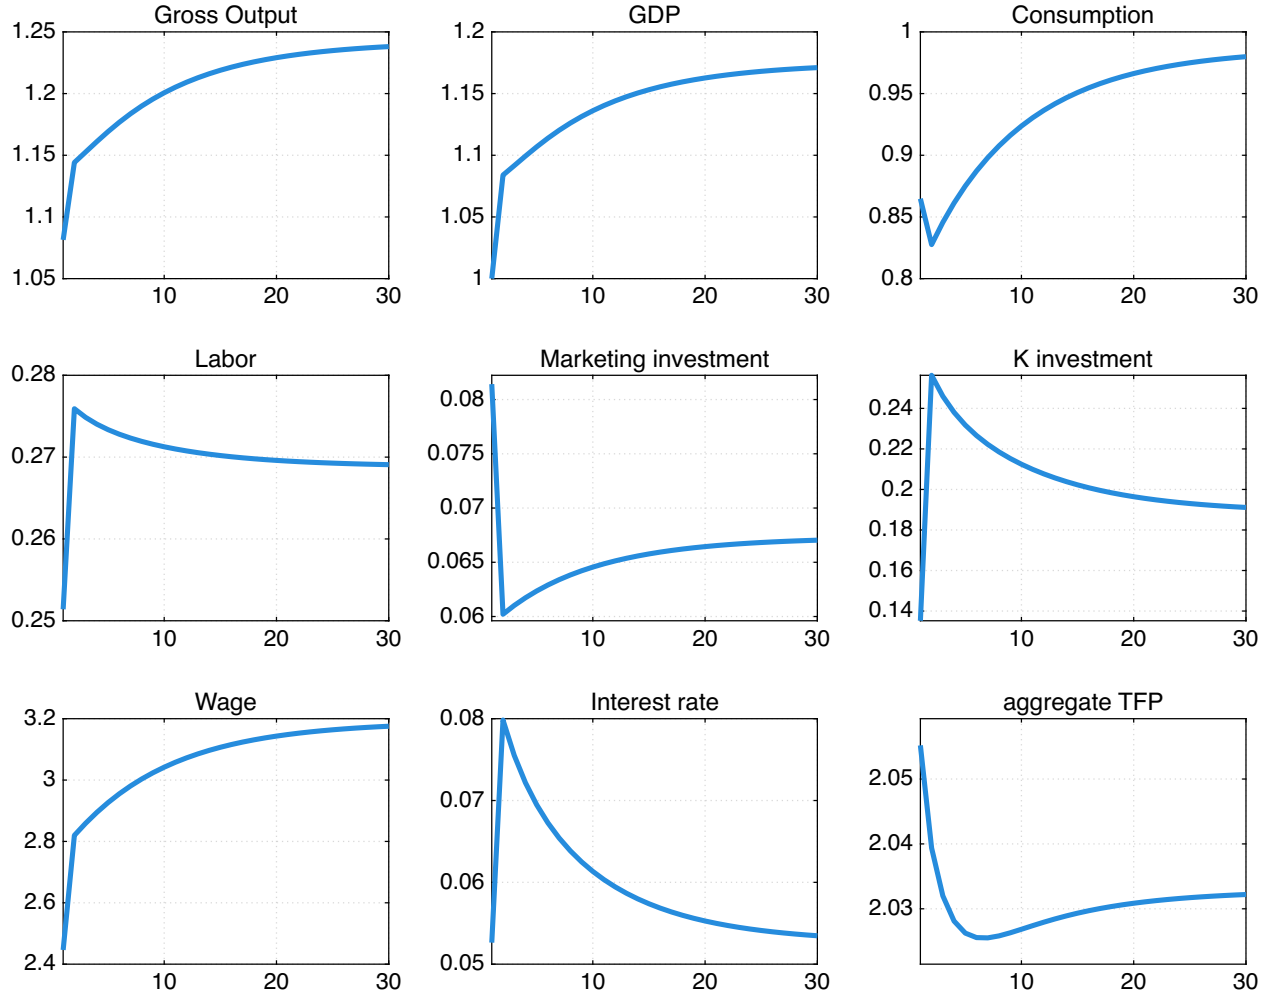 Gross Output GDP Consumption
1.25 1.2 1
1.2 1.15 0.95
1.15 1.1 0.9
1.1 1.05 0.85
1.05 1 0.8
10 20 30 10 20 30 10 20 30
Labor Marketing investment K investment
0.28 0.08 0.24
0.27 0.075 0.22
0.26 0.07 0.2
0.25 0.065 0.18
0.06 0.16
0.14
10 20 30 10 20 30 10 20 30
Wage Interest rate aggregate TFP
3.2 0.08 2.05
3 0.07 2.04
2.8 0.06 2.03
2.6 0.05
2.4
10 20 30 10 20 30 10 20 30